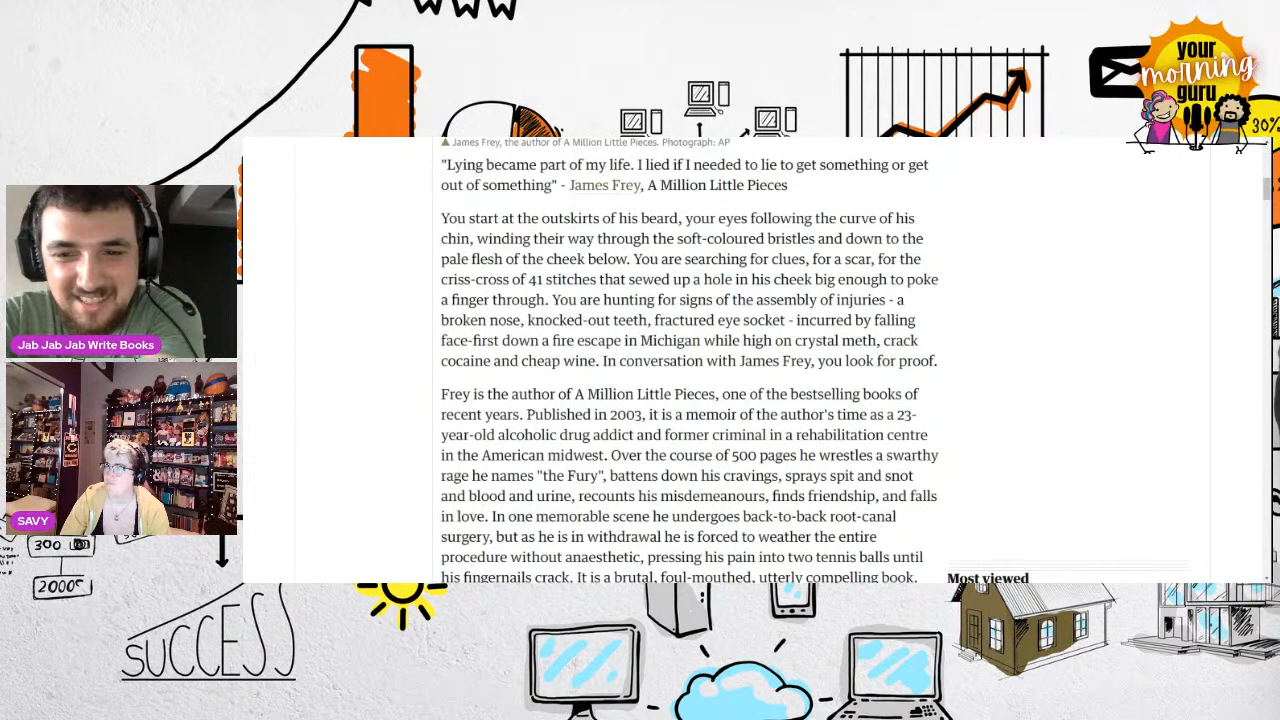 WWW
your
morning
guru
30%
James Frey, the author of A Million Little Pieces. Photograph: AP
"Lying became part of my life. I lied if I needed to lie to get something or get
out of something" - James Frey, A Million Little Pieces
You start at the outskirts of his beard, your eyes following the curve of his
chin, winding their way through the soft-coloured bristles and down to the
pale flesh of the cheek below. You are searching for clues, for a scar, for the
criss-cross of 41 stitches that sewed up a hole in his cheek big enough to poke
a finger through. You are hunting for signs of the assembly of injuries - a
broken nose, knocked-out teeth, fractured eye socket - incurred by falling
face-first down a fire escape in Michigan while high on crystal meth, crack
cocaine and cheap wine. In conversation with James Frey, you look for proof.
Frey is the author of A Million Little Pieces, one of the bestselling books of
recent years. Published in 2003, it is a memoir of the author's time as a 23-
year-old alcoholic drug addict and former criminal in a rehabilitation centre
in the American midwest. Over the course of 500 pages he wrestles a swarthy
rage he names "the Fury", battens down his cravings, sprays spit and snot
and blood and urine, recounts his misdemeanours, finds friendship, and falls
in love. In one memorable scene he undergoes back-to-back root-canal
surgery, but as he is in withdrawal he is forced to weather the entire
procedure without anaesthetic, pressing his pain into two tennis balls until
his fingernails crack. It is a brutal, foul-mouthed, utterly compelling book.
Most viewed
Jab Jab Jab Write Books
SAVY
300
2000
SUCCESS